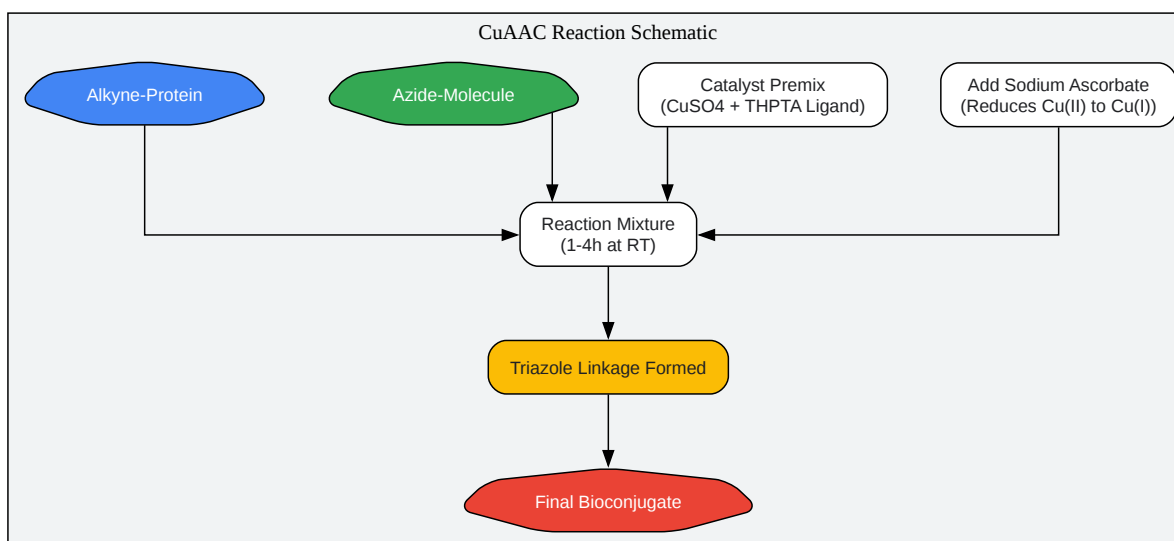 CuAAC Reaction Schematic
Alkyne-Protein
Azide-Molecule
Catalyst Premix
(CuSO4 + THPTA Ligand)
Add Sodium Ascorbate
(Reduces Cu(II) to Cu(I))
Reaction Mixture
(1-4h at RT)
Triazole Linkage Formed
Final Bioconjugate